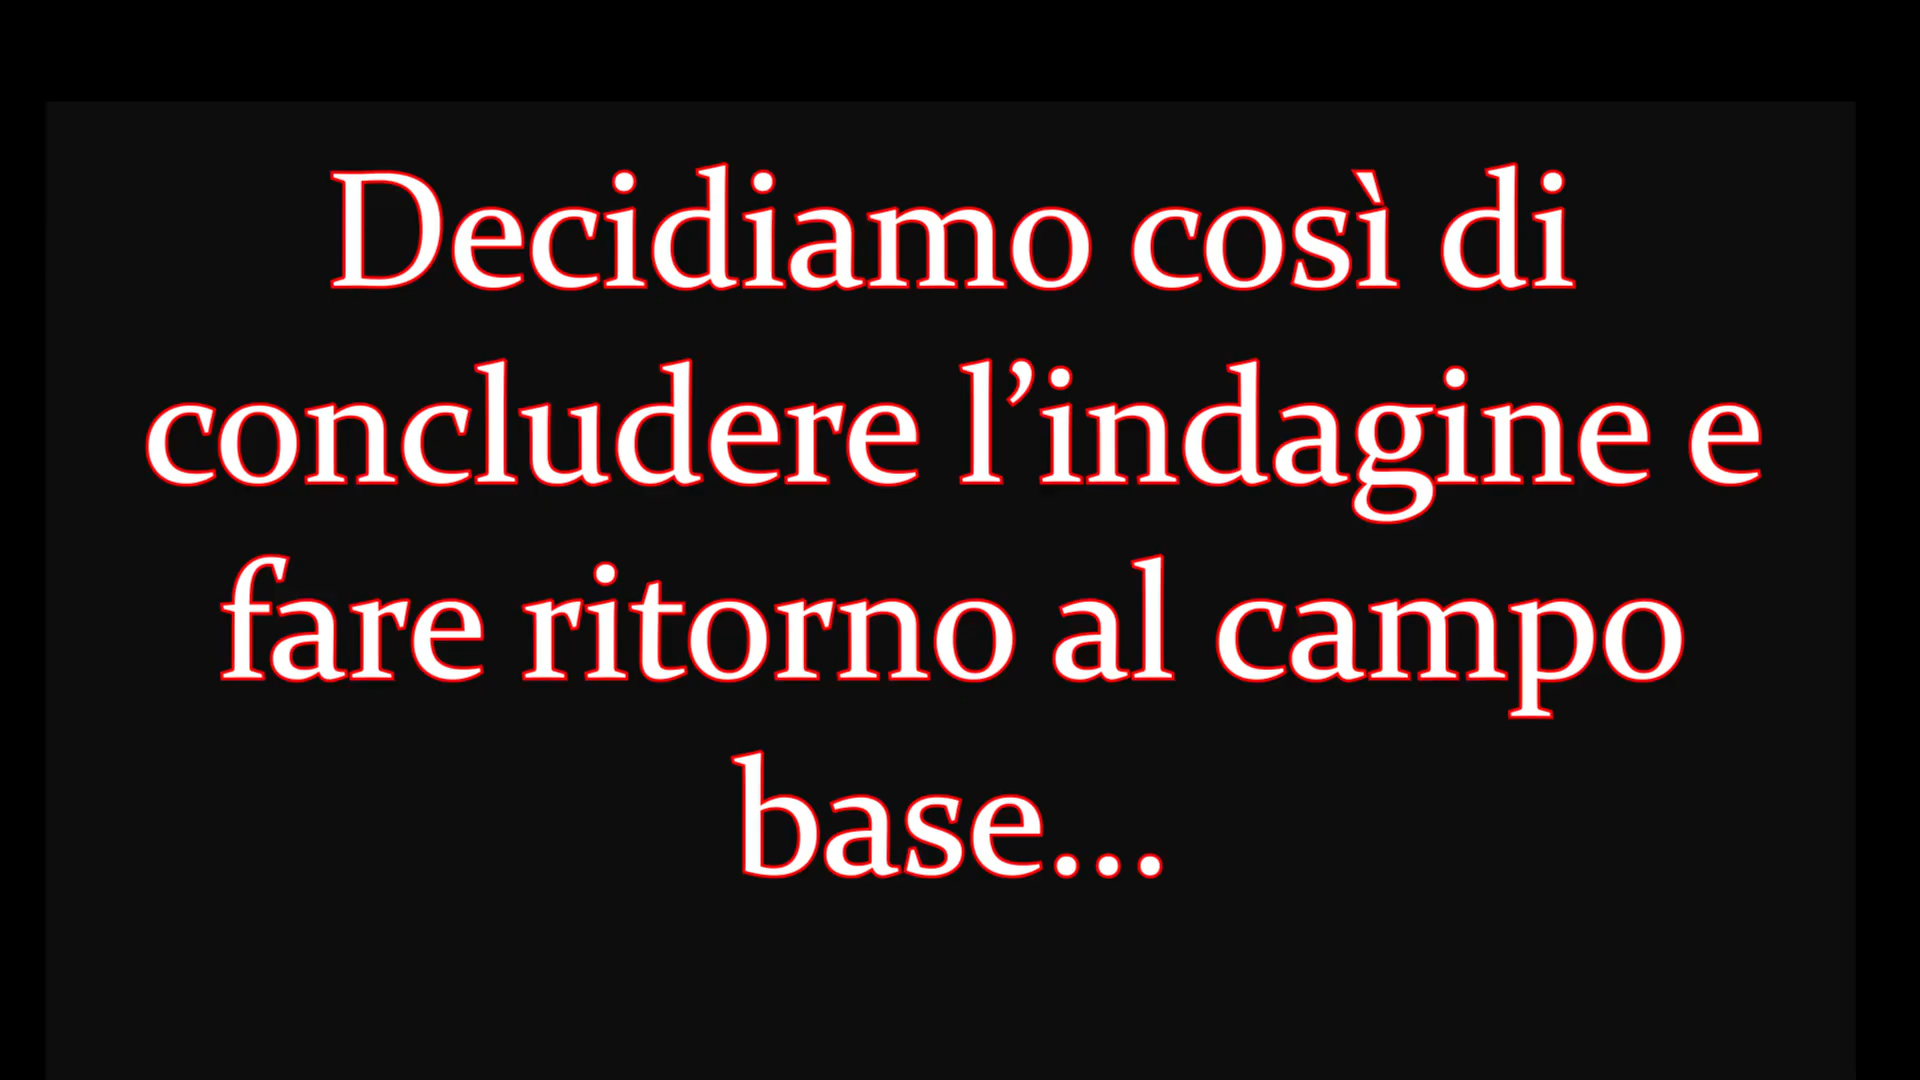 Decidiamo così di
concludere l’indagine e
fare ritorno al campo
base...